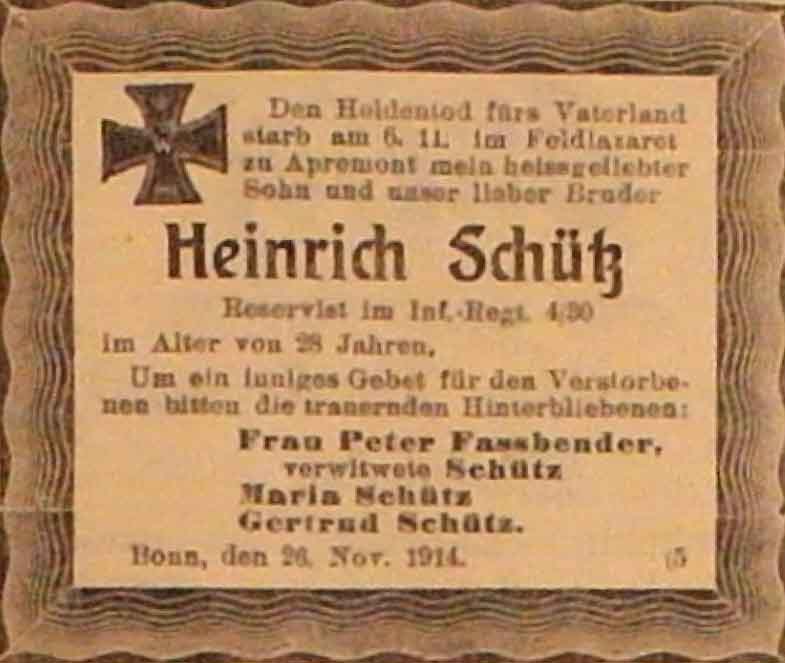 Den Heldentod fürs Vaterland
starb am 6. 11. im Feldlazaret
zu Apremont mein heissgeliebter
Sohn und unser lieber Bruder
Heinrich Schütz
Reservist im Inf.-Regt. 4/30
im Alter von 28 Jahren.
Um ein inniges Gebet für den Verstorbe-
nen bitten die trauernden Hinterbliebenen:
Frau Peter Fassbender,
verwitwete Schütz
Maria Schütz
Gertrud Schütz.
Bonn, den 26. Nov. 1914. (5